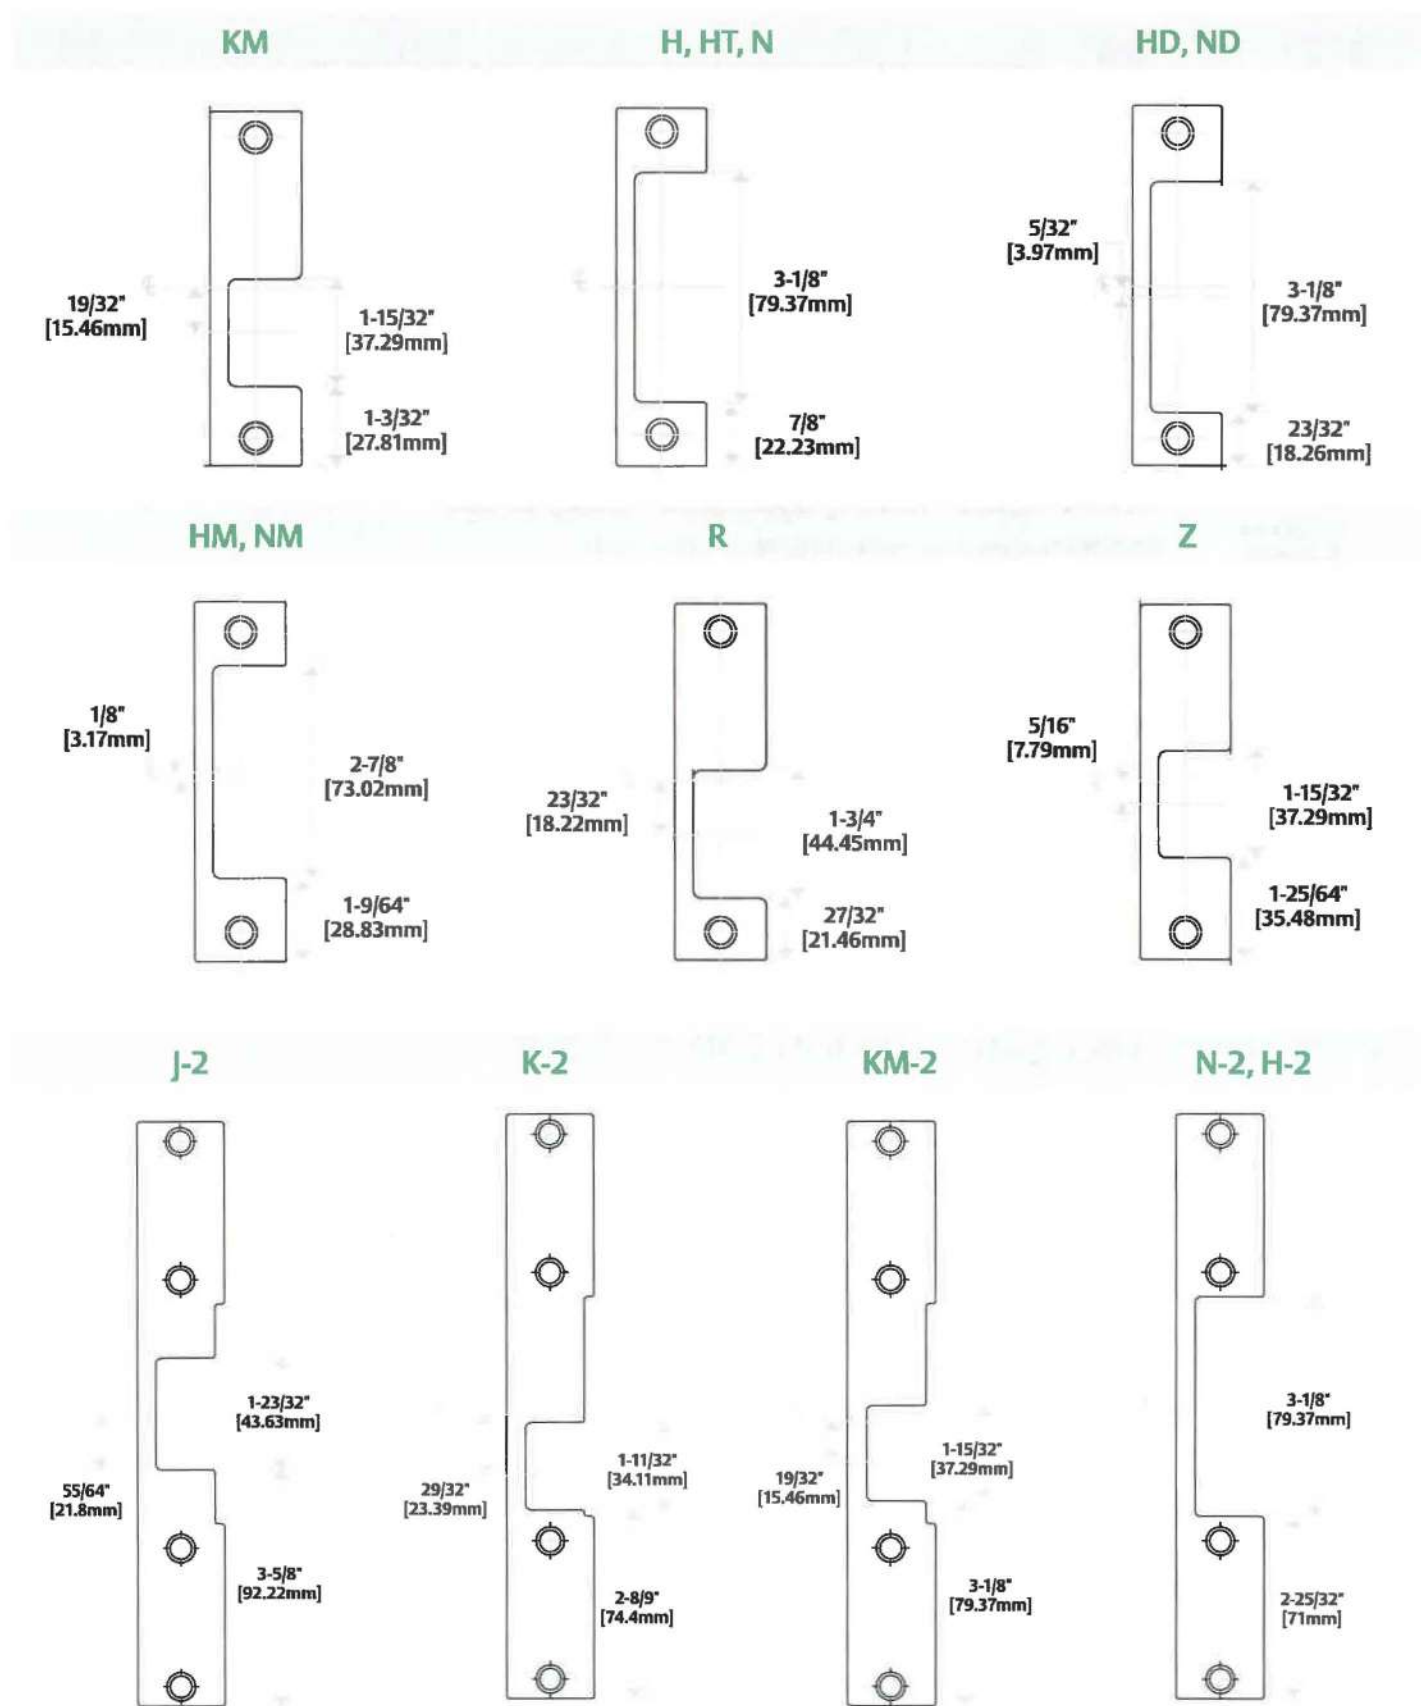 KM
H, HT, N
HD, ND
19/32"
[15.46mm]
1-15/32"
[37.29mm]
1-3/32"
[27.81mm]
3-1/8"
[79.37mm]
7/8"
[22.23mm]
5/32"
[3.97mm]
3-1/8"
[79.37mm]
23/32"
[18.26mm]
HM, NM
R
Z
1/8"
[3.17mm]
2-7/8"
[73.02mm]
1-9/64"
[28.83mm]
23/32"
[18.22mm]
1-3/4"
[44.45mm]
27/32"
[21.46mm]
5/16"
[7.79mm]
1-15/32"
[37.29mm]
1-25/64"
[35.48mm]
J-2
K-2
KM-2
N-2, H-2
1-23/32"
[43.63mm]
55/64"
[21.8mm]
3-5/8"
[92.22mm]
1-11/32"
[34.11mm]
29/32"
[23.39mm]
2-8/9"
[74.4mm]
1-15/32"
[37.29mm]
19/32"
[15.46mm]
3-1/8"
[79.37mm]
3-1/8"
[79.37mm]
2-25/32"
[71mm]